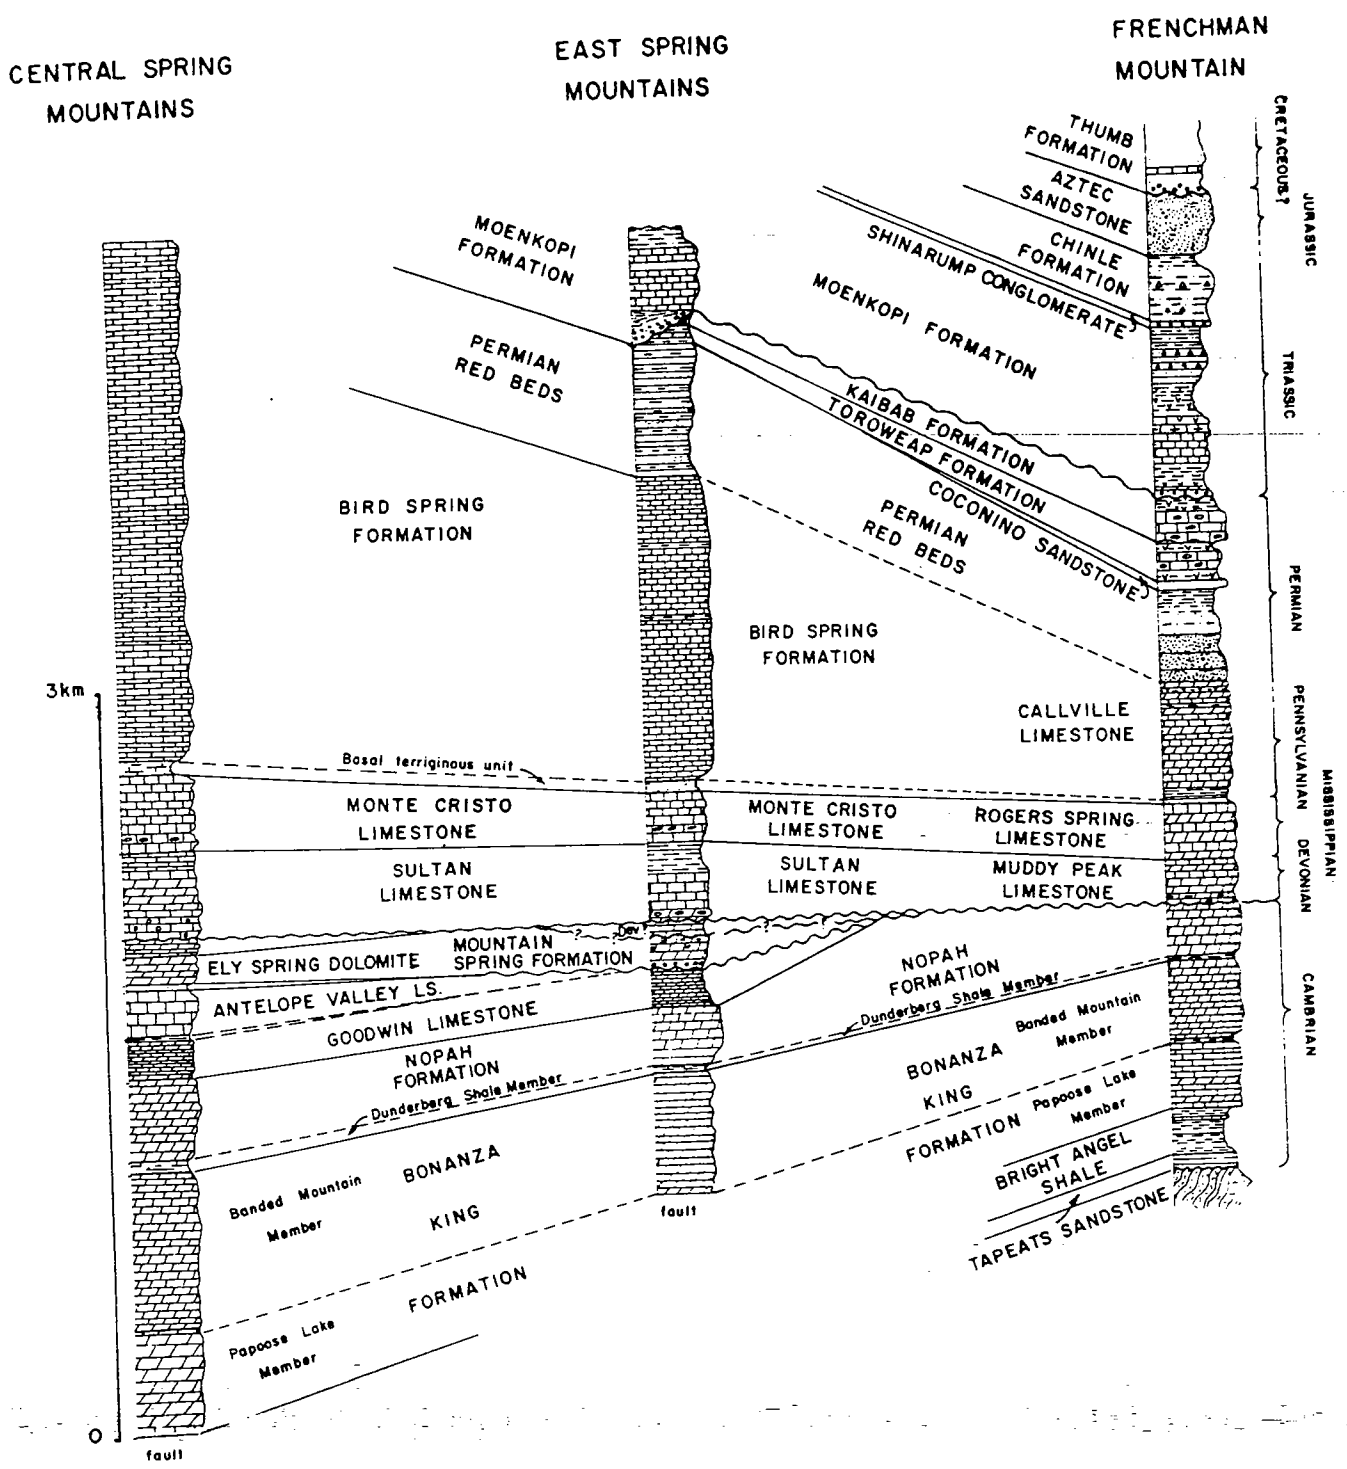 CENTRAL SPRING
MOUNTAINS
EAST SPRING
MOUNTAINS
FRENCHMAN
MOUNTAIN
THUMB
FORMATION
AZTEC
SANDSTONE
CHINLE
FORMATION
SHINARUMP CONGLOMERATE
MOENKOPI FORMATION
MOENKOPI
FORMATION
PERMIAN
RED BEDS
KAIBAB FORMATION
TOROWEAP FORMATION
COCONINO SANDSTONE
PERMIAN
RED BEDS
BIRD SPRING
FORMATION
BIRD SPRING
FORMATION
CALLVILLE
LIMESTONE
3km
Basal terriginous unit
MONTE CRISTO
LIMESTONE
MONTE CRISTO
LIMESTONE
ROGERS SPRING
LIMESTONE
SULTAN
LIMESTONE
SULTAN
LIMESTONE
MUDDY PEAK
LIMESTONE
? Dev ? ? ?
ELY SPRING DOLOMITE
MOUNTAIN
SPRING FORMATION
ANTELOPE VALLEY LS.
GOODWIN LIMESTONE
NOPAH
FORMATION
Dunderberg Shale Member
NOPAH
FORMATION
Dunderberg Shale Member
Banded Mountain
Member
BONANZA
KING
FORMATION
Papoose Lake
Member
BONANZA
KING
FORMATION
Banded Mountain
Member
Papoose Lake
Member
BRIGHT ANGEL
SHALE
TAPEATS SANDSTONE
fault
fault
0
CRETACEOUS?
JURASSIC
TRIASSIC
PERMIAN
PENNSYLVANIAN
MISSISSIPPIAN
DEVONIAN
CAMBRIAN